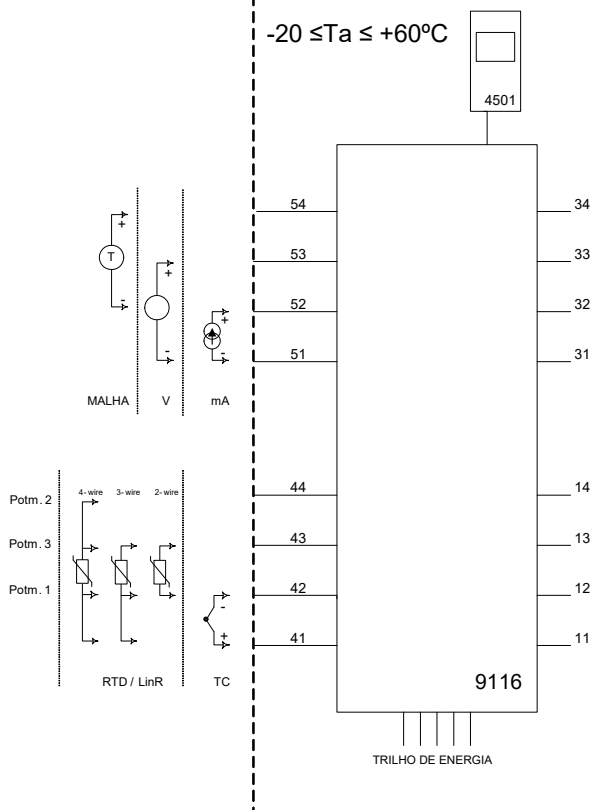 -20 ≤Ta ≤ +60ºC
4501
54
34
+
T
53
33
+
-
52
32
+
-
51
31
-
MALHA V mA
44
14
Potm. 2
4-wire 3-wire 2-wire
43
13
Potm. 3
42
12
Potm. 1
-
+
41
11
RTD / LinR TC
9116
TRILHO DE ENERGIA